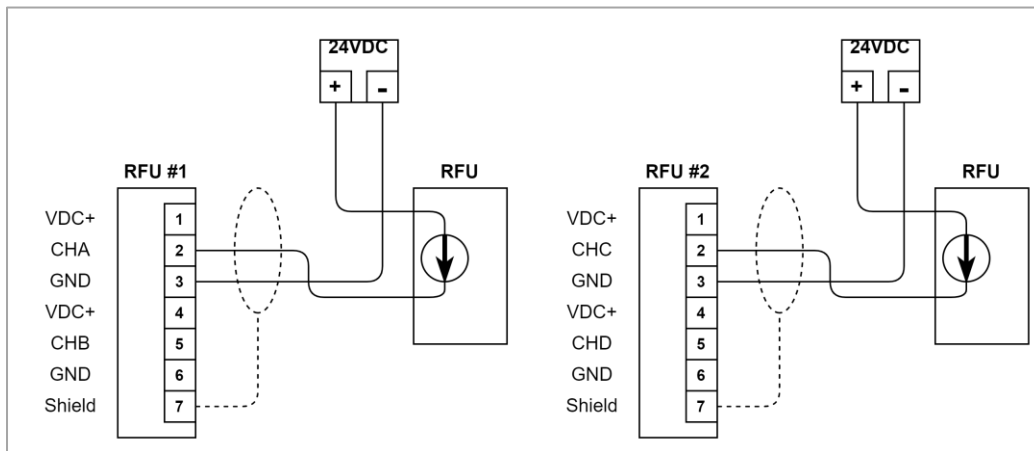 24VDC
+ -
RFU #1
RFU
VDC+ 1
CHA 2
GND 3
VDC+ 4
CHB 5
GND 6
Shield 7
24VDC
+ -
RFU #2
RFU
VDC+ 1
CHC 2
GND 3
VDC+ 4
CHD 5
GND 6
Shield 7